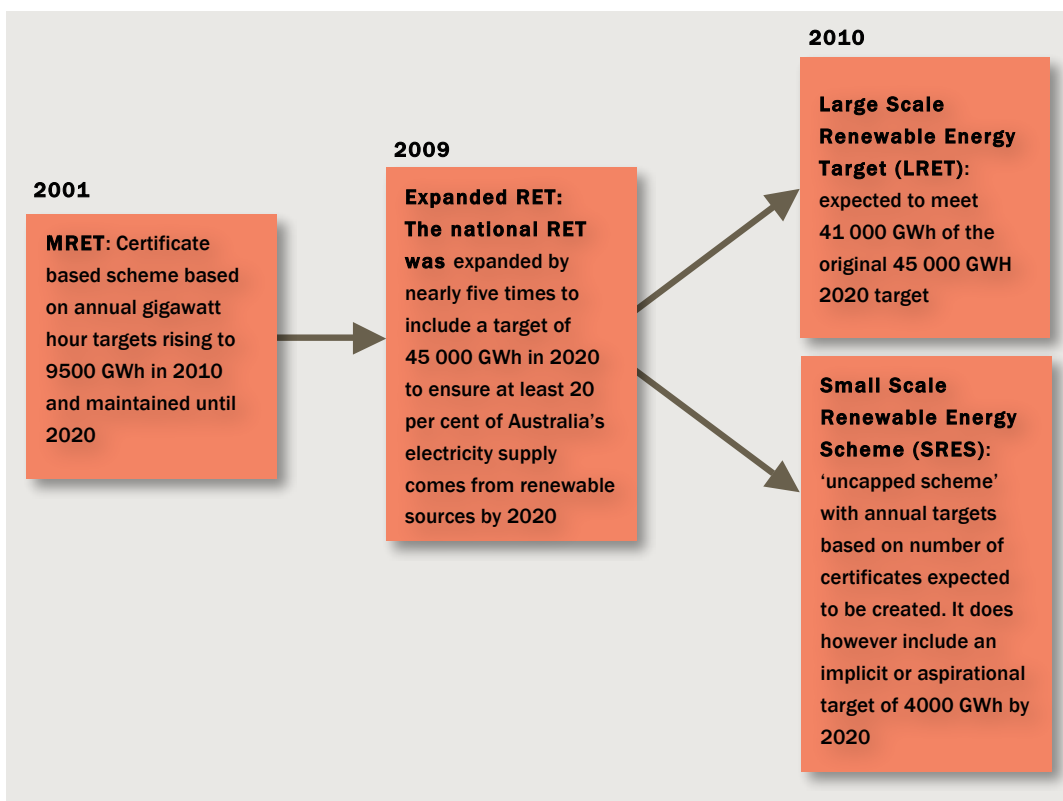 2001
MRET: Certificate
based scheme based
on annual gigawatt
hour targets rising to
9500 GWh in 2010
and maintained until
2020
2009
Expanded RET:
The national RET
was expanded by
nearly five times to
include a target of
45 000 GWh in 2020
to ensure at least 20
per cent of Australia's
electricity supply
comes from renewable
sources by 2020
2010
Large Scale
Renewable Energy
Target (LRET):
expected to meet
41 000 GWh of the
original 45 000 GWH
2020 target
Small Scale
Renewable Energy
Scheme (SRES):
‘uncapped scheme’
with annual targets
based on number of
certificates expected
to be created. It does
however include an
implicit or aspirational
target of 4000 GWh by
2020